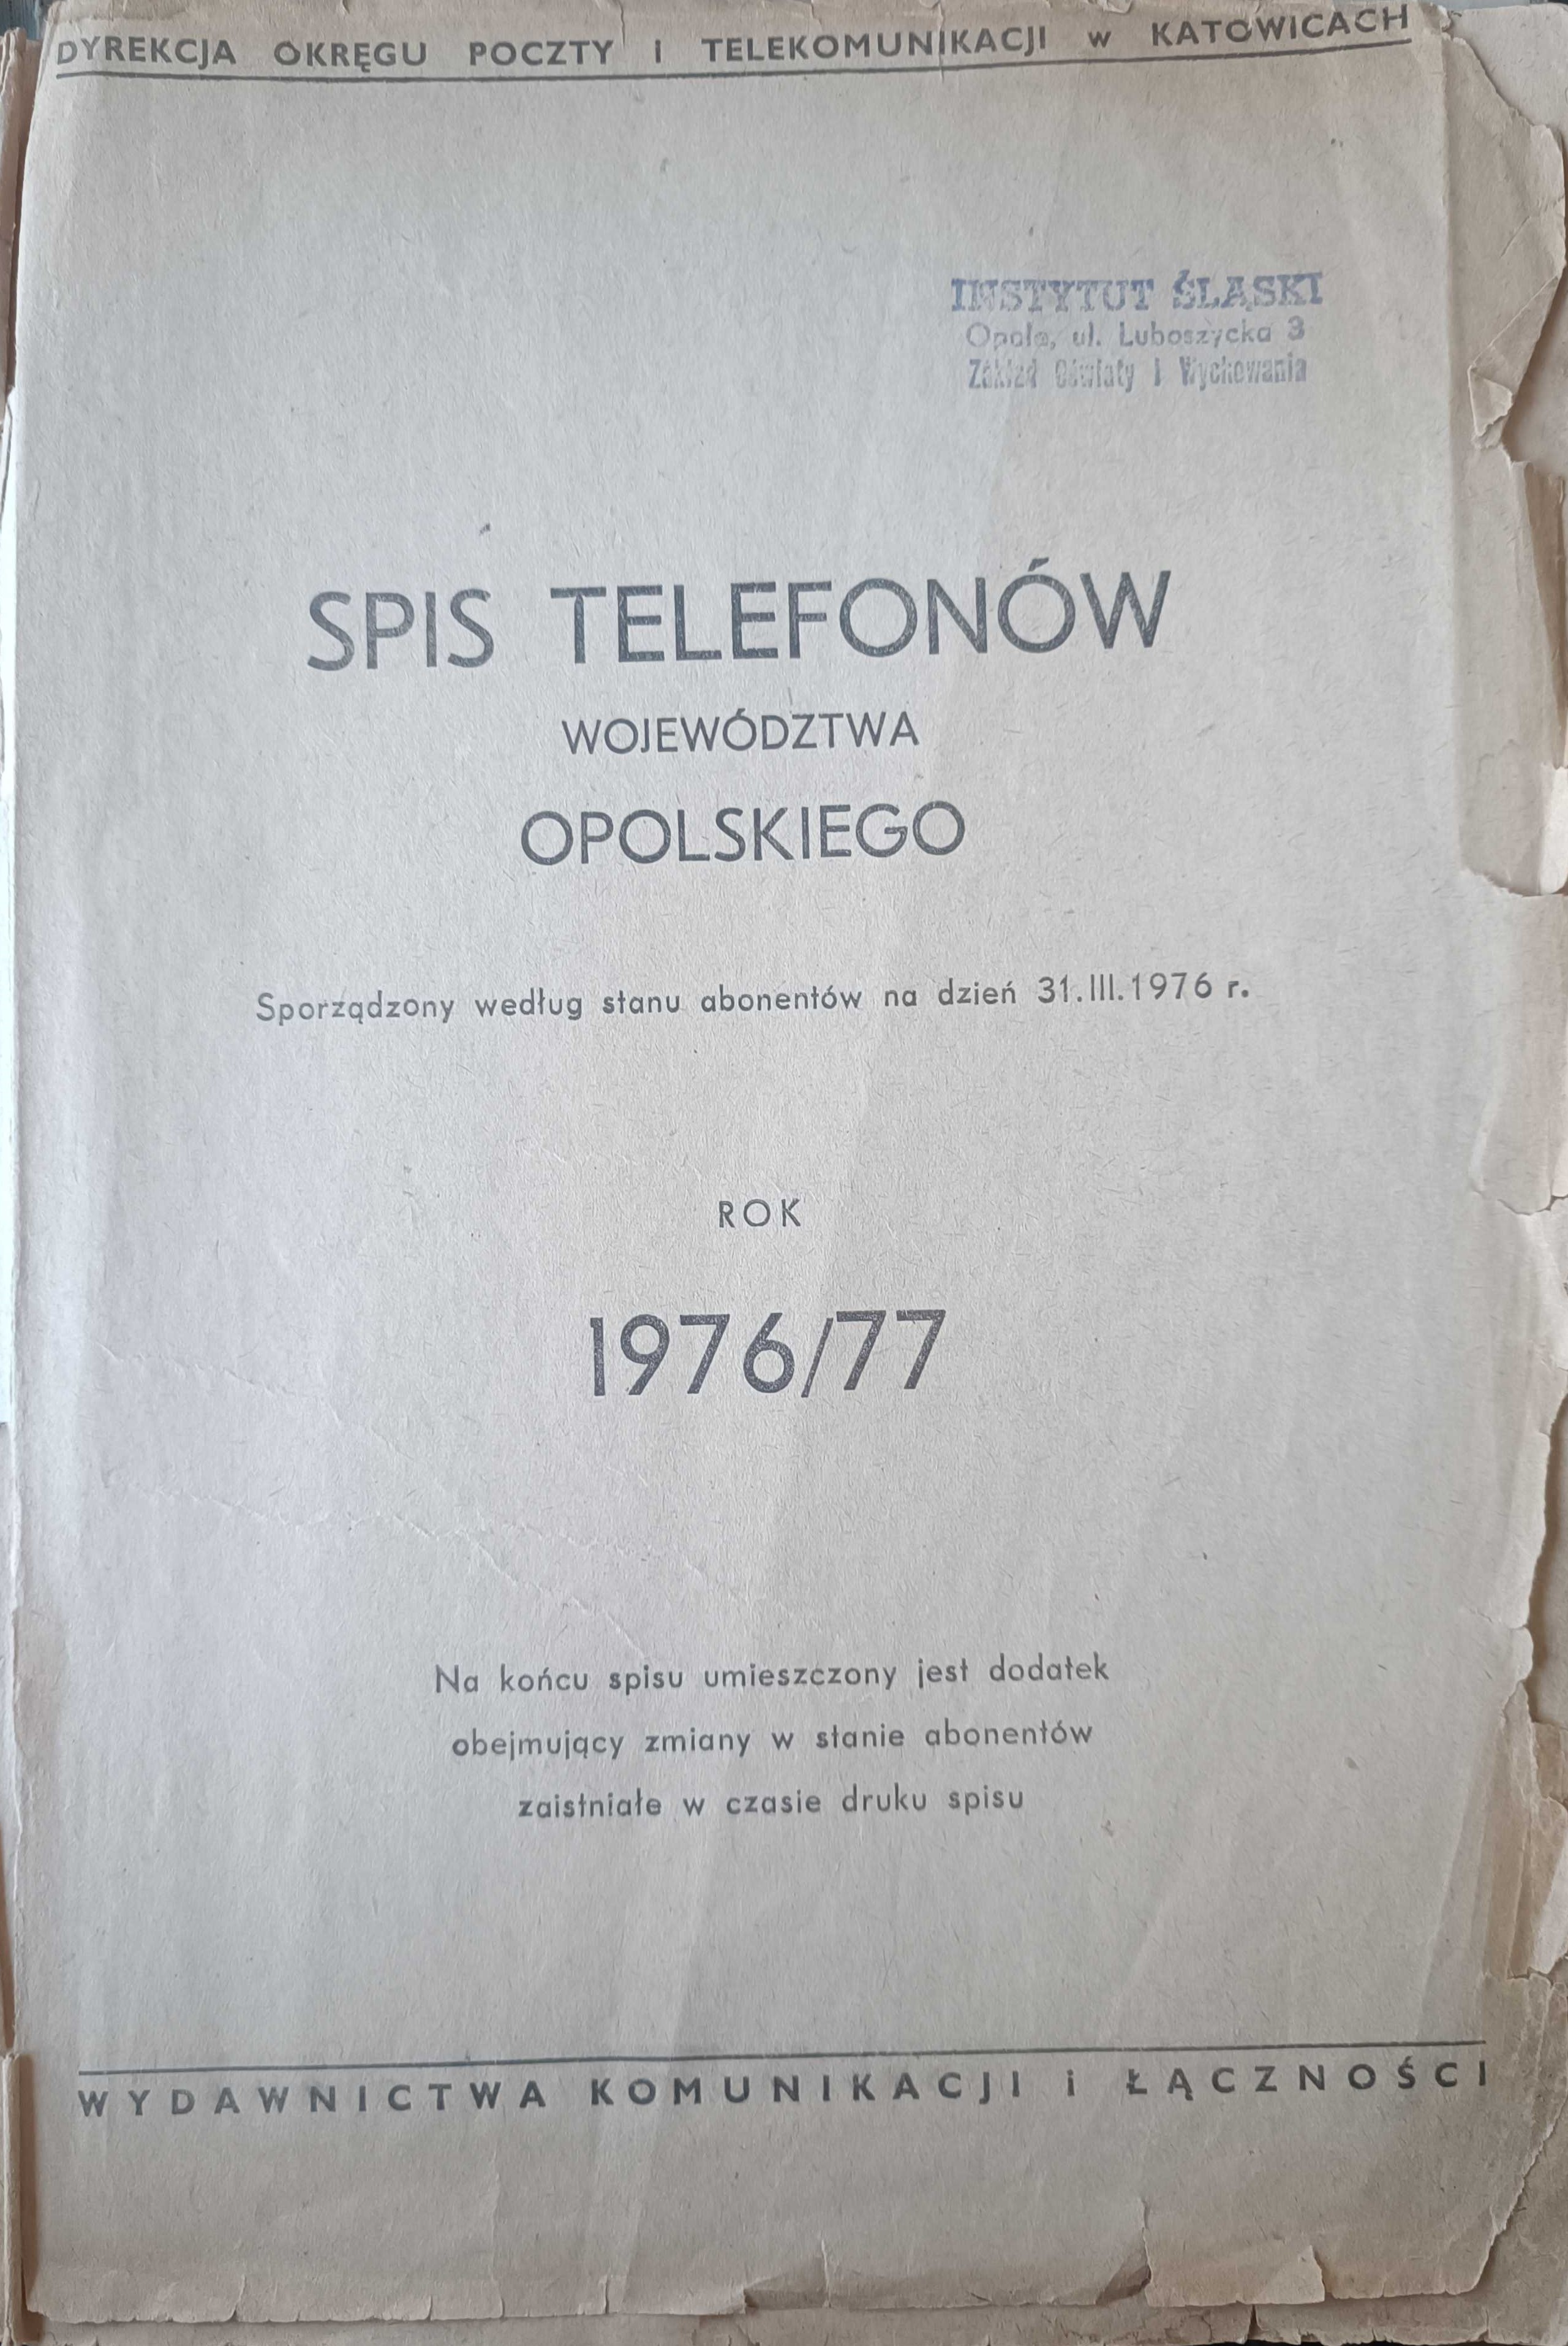 DYREKCJA OKRĘGU POCZTY I TELEKOMUNIKACJI w KATOWICACH
INSTYTUT ŚLĄSKI
Opole, ul. Luboszycka 3
Zakład Oświaty i Wychowania
SPIS TELEFONÓW
WOJEWÓDZTWA
OPOLSKIEGO
Sporządzony według stanu abonentów na dzień 31.III.1976 r.
ROK
1976/77
Na końcu spisu umieszczony jest dodatek
obejmujący zmiany w stanie abonentów
zaistniałe w czasie druku spisu
WYDAWNICTWA KOMUNIKACJI i ŁĄCZNOŚCI